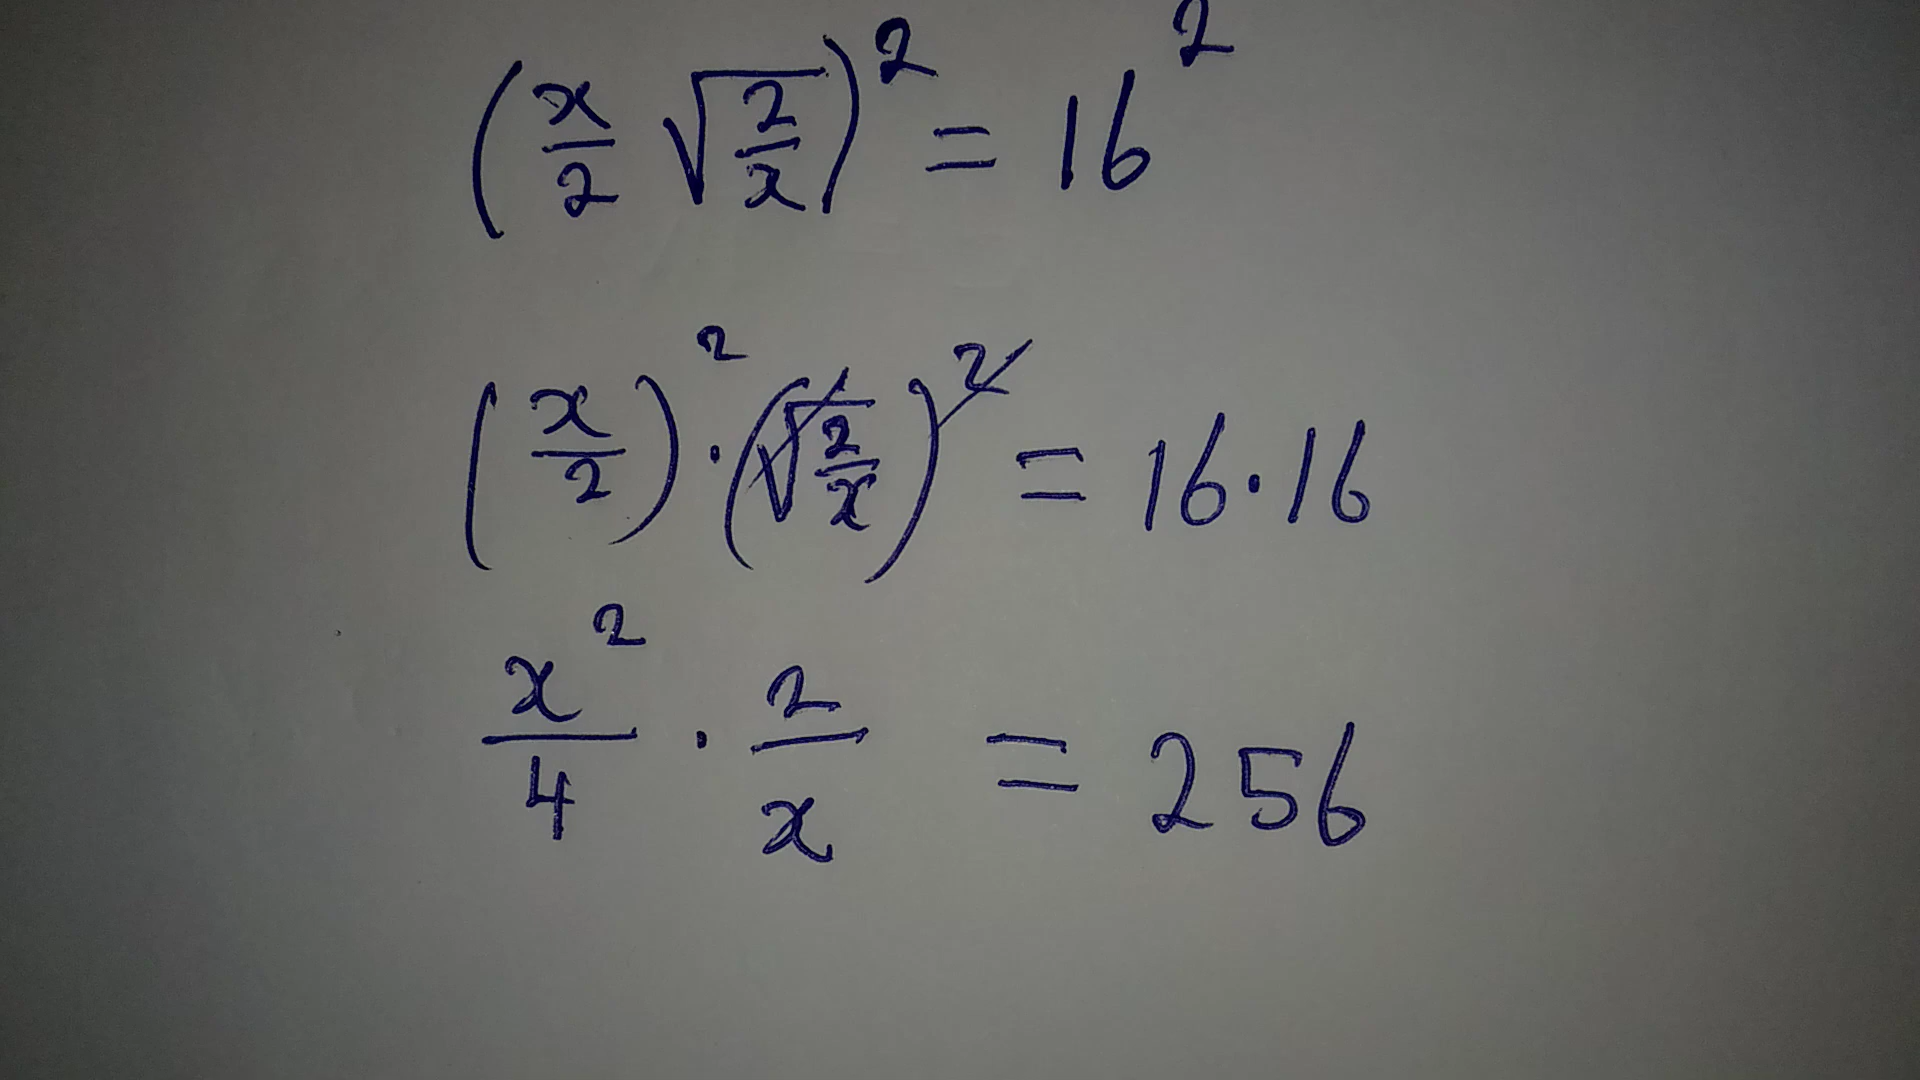 (x/2 √(2/x))² = 16²
(x/2)² · (√(2/x))² = 16 · 16
x²/4 · 2/x = 256